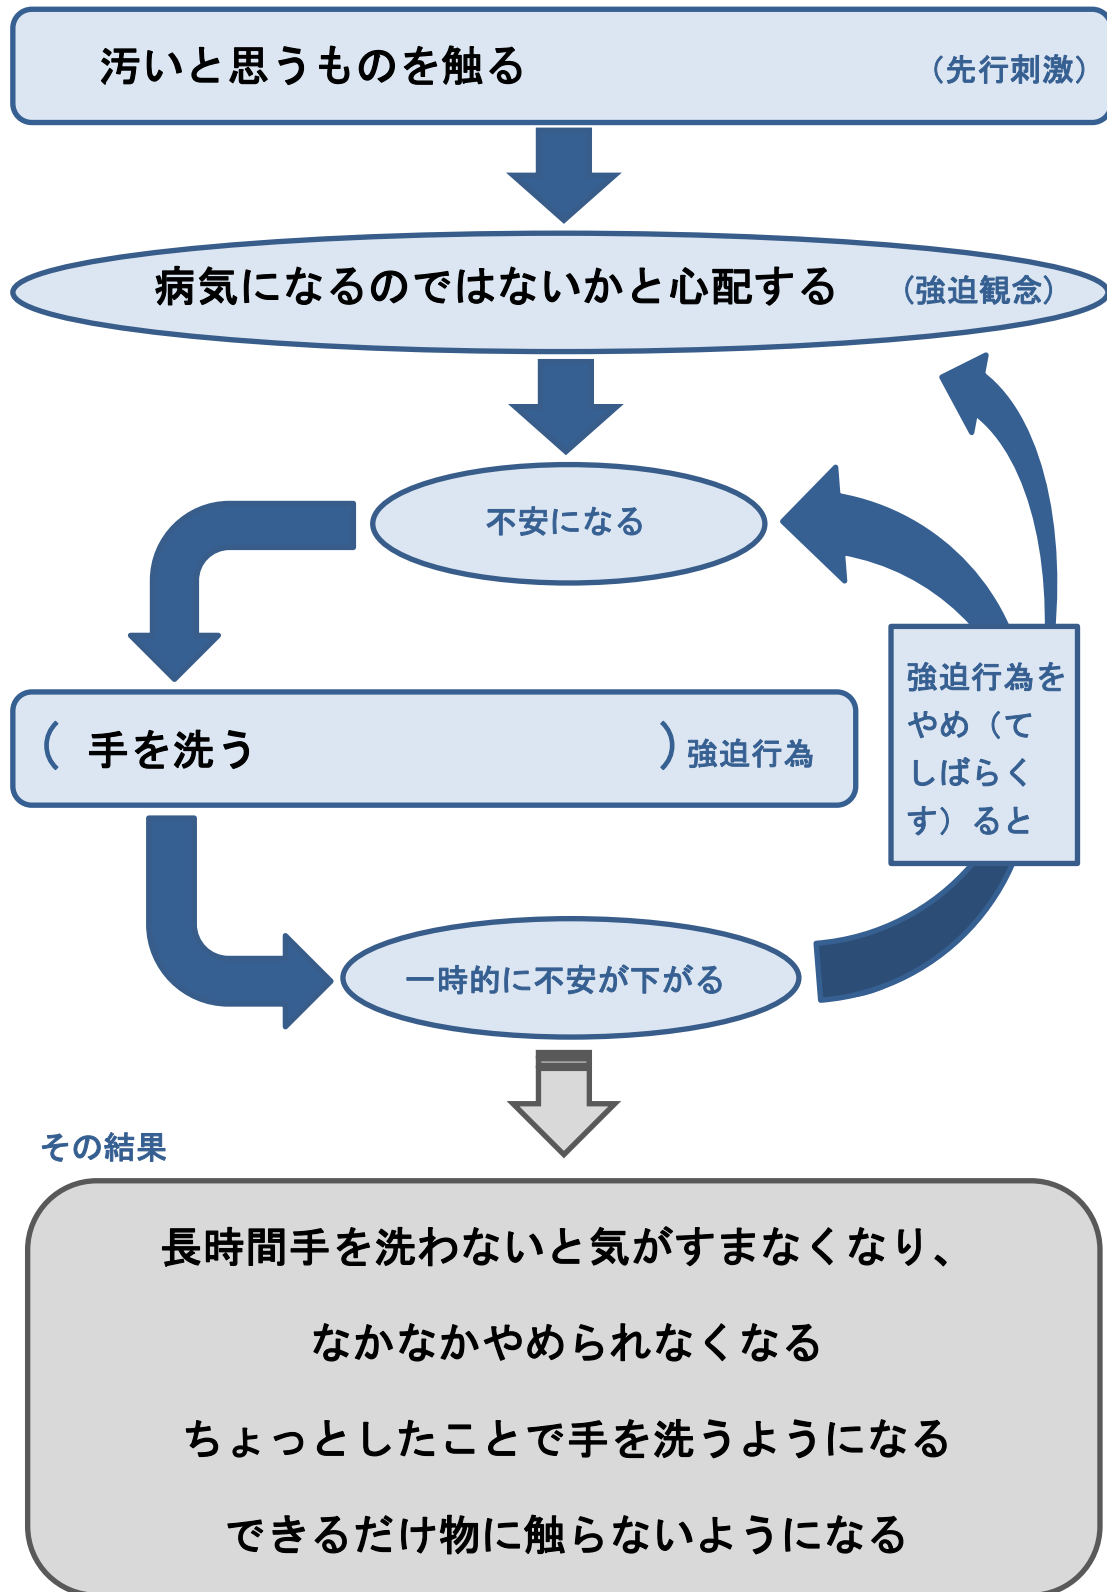 汚いと思うものを触る （先行刺激）
病気になるのではないかと心配する （強迫観念）
不安になる
（ 手を洗う ）強迫行為
強迫行為を
やめ（て
しばらく
す）ると
一時的に不安が下がる
その結果
長時間手を洗わないと気がすまなくなり、
なかなかやめられなくなる
ちょっとしたことで手を洗うようになる
できるだけ物に触らないようになる